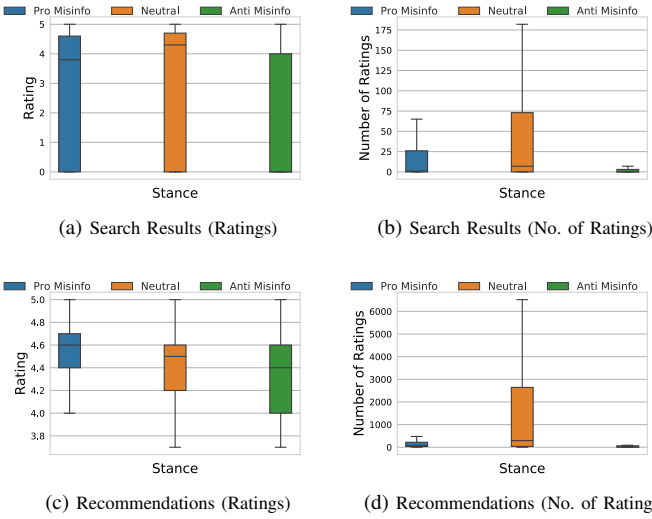 Pro Misinfo Neutral Anti Misinfo
5
4
3
2
1
0
Rating
Stance
(a) Search Results (Ratings)
Pro Misinfo Neutral Anti Misinfo
175
150
125
100
75
50
25
0
Number of Ratings
Stance
(b) Search Results (No. of Ratings)
Pro Misinfo Neutral Anti Misinfo
5.0
4.8
4.6
4.4
4.2
4.0
3.8
Rating
Stance
(c) Recommendations (Ratings)
Pro Misinfo Neutral Anti Misinfo
6000
5000
4000
3000
2000
1000
0
Number of Ratings
Stance
(d) Recommendations (No. of Rating